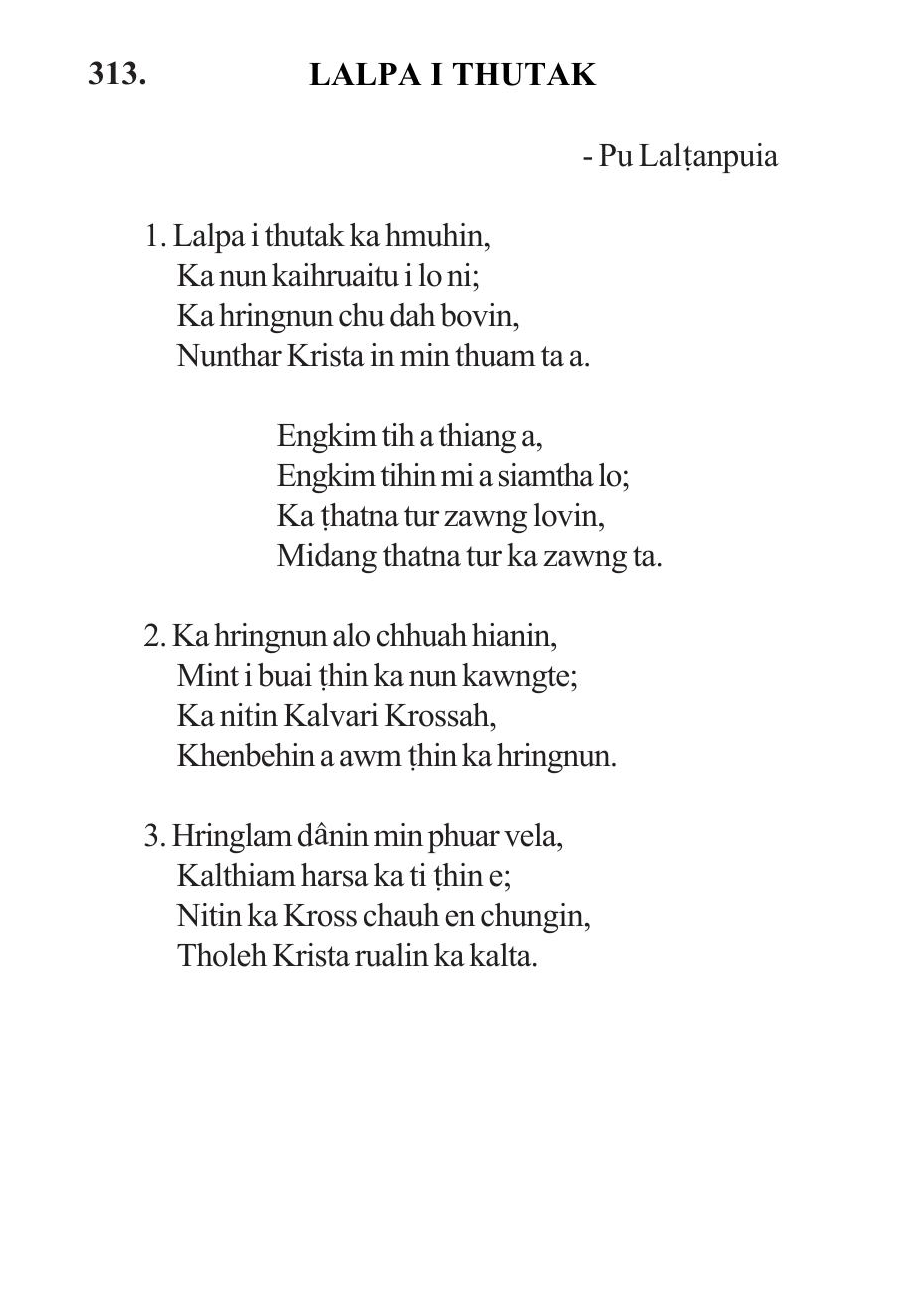 313. LALPA I THUTAK
- Pu Lalṭanpuia
1. Lalpa i thutak ka hmuhin,
Ka nun kaihruaitu i lo ni;
Ka hringnun chu dah bovin,
Nunthar Krista in min thuam ta a.
Engkim tih a thiang a,
Engkim tihin mi a siamtha lo;
Ka ṭhatna tur zawng lovin,
Midang thatna tur ka zawng ta.
2. Ka hringnun alo chhuah hianin,
Mint i buai ṭhin ka nun kawngte;
Ka nitin Kalvari Krossah,
Khenbehin a awm ṭhin ka hringnun.
3. Hringlam dânin min phuar vela,
Kalthiam harsa ka ti ṭhin e;
Nitin ka Kross chauh en chungin,
Tholeh Krista rualin ka kalta.